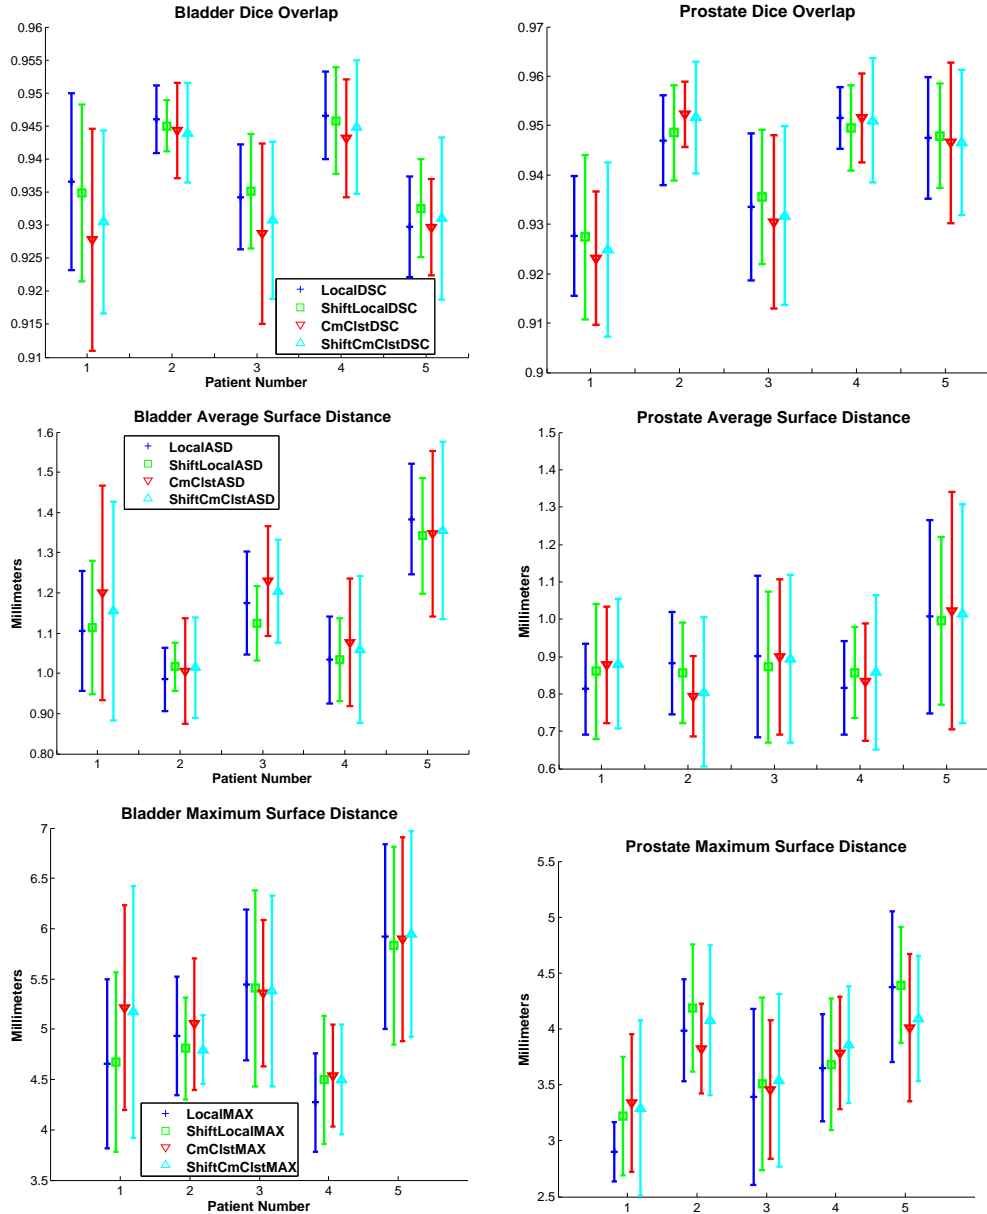 Bladder Dice Overlap
0.96
0.955
0.95
0.945
0.94
0.935
0.93
0.925
0.92
0.915
0.91
LocalDSC
ShiftLocalDSC
CmClstDSC
ShiftCmClstDSC
1 2 3 4 5
Patient Number
Prostate Dice Overlap
0.97
0.96
0.95
0.94
0.93
0.92
0.91
0.9
1 2 3 4 5
Bladder Average Surface Distance
1.6
1.5
1.4
1.3
1.2
1.1
1.0
0.90
0.80
Millimeters
LocalASD
ShiftLocalASD
CmClstASD
ShiftCmClstASD
1 2 3 4 5
Patient Number
Prostate Average Surface Distance
1.5
1.4
1.3
1.2
1.1
1.0
0.9
0.8
0.7
0.6
Millimeters
1 2 3 4 5
Bladder Maximum Surface Distance
7
6.5
6
5.5
5
4.5
4
3.5
Millimeters
LocalMAX
ShiftLocalMAX
CmClstMAX
ShiftCmClstMAX
1 2 3 4 5
Patient Number
Prostate Maximum Surface Distance
5.5
5
4.5
4
3.5
3
2.5
Millimeters
1 2 3 4 5